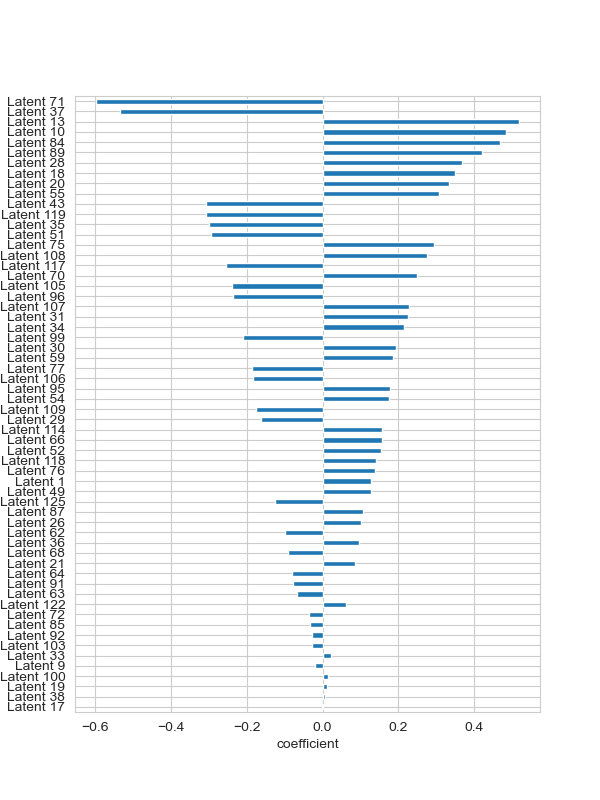 Latent 71
Latent 37
Latent 13
Latent 10
Latent 84
Latent 89
Latent 28
Latent 18
Latent 20
Latent 55
Latent 43
Latent 119
Latent 35
Latent 51
Latent 75
Latent 108
Latent 117
Latent 70
Latent 105
Latent 96
Latent 107
Latent 31
Latent 34
Latent 99
Latent 30
Latent 59
Latent 77
Latent 106
Latent 95
Latent 54
Latent 109
Latent 29
Latent 114
Latent 66
Latent 52
Latent 118
Latent 76
Latent 1
Latent 49
Latent 125
Latent 87
Latent 26
Latent 62
Latent 36
Latent 68
Latent 21
Latent 64
Latent 91
Latent 63
Latent 122
Latent 72
Latent 85
Latent 92
Latent 103
Latent 33
Latent 9
Latent 100
Latent 19
Latent 38
Latent 17
−0.6 −0.4 −0.2 0.0 0.2 0.4
coefficient